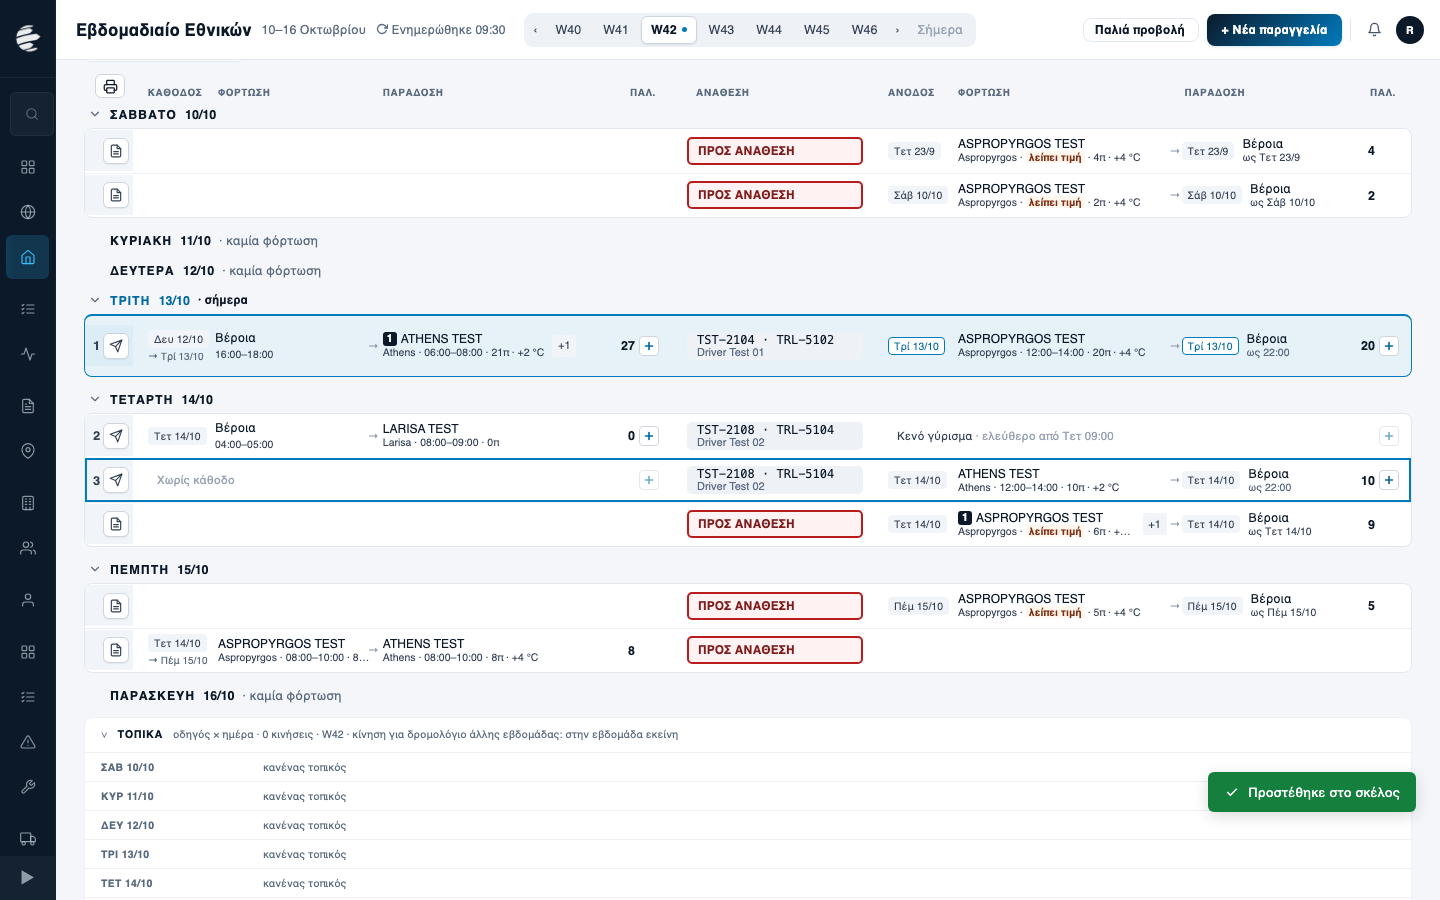 Εβδομαδιαίο Εθνικών 10–16 Οκτωβρίου Ενημερώθηκε 09:30 ‹ W40 W41 W42 W43 W44 W45 W46 › Σήμερα Παλιά προβολή + Νέα παραγγελία R
ΚΑΘΟΔΟΣ ΦΟΡΤΩΣΗ ΠΑΡΑΔΟΣΗ ΠΑΛ. ΑΝΑΘΕΣΗ ΑΝΟΔΟΣ ΦΟΡΤΩΣΗ ΠΑΡΑΔΟΣΗ ΠΑΛ.
ΣΑΒΒΑΤΟ 10/10
ΠΡΟΣ ΑΝΑΘΕΣΗ Τετ 23/9 ASPROPYRGOS TEST → Τετ 23/9 Βέροια 4
Aspropyrgos · λείπει τιμή · 4π · +4 °C ως Τετ 23/9
ΠΡΟΣ ΑΝΑΘΕΣΗ Σάβ 10/10 ASPROPYRGOS TEST → Σάβ 10/10 Βέροια 2
Aspropyrgos · λείπει τιμή · 2π · +4 °C ως Σάβ 10/10
ΚΥΡΙΑΚΗ 11/10 · καμία φόρτωση
ΔΕΥΤΕΡΑ 12/10 · καμία φόρτωση
ΤΡΙΤΗ 13/10 · σήμερα
1 Δευ 12/10 Βέροια → 1 ATHENS TEST +1 27 + TST–2104 · TRL–5102 Τρί 13/10 ASPROPYRGOS TEST → Τρί 13/10 Βέροια 20 +
→ Τρί 13/10 16:00–18:00 Athens · 06:00–08:00 · 21π · +2 °C Driver Test 01 Aspropyrgos · 12:00–14:00 · 20π · +4 °C ως 22:00
ΤΕΤΑΡΤΗ 14/10
2 Τετ 14/10 Βέροια → LARISA TEST 0 + TST–2108 · TRL–5104 Κενό γύρισμα · ελεύθερο από Τετ 09:00 +
04:00–05:00 Larisa · 08:00–09:00 · 0π Driver Test 02
3 Χωρίς κάθοδο + TST–2108 · TRL–5104 Τετ 14/10 ATHENS TEST → Τετ 14/10 Βέροια 10 +
Driver Test 02 Athens · 12:00–14:00 · 10π · +2 °C ως 22:00
ΠΡΟΣ ΑΝΑΘΕΣΗ Τετ 14/10 1 ASPROPYRGOS TEST +1 → Τετ 14/10 Βέροια 9
Aspropyrgos · λείπει τιμή · 6π · +… ως Τετ 14/10
ΠΕΜΠΤΗ 15/10
ΠΡΟΣ ΑΝΑΘΕΣΗ Πέμ 15/10 ASPROPYRGOS TEST → Πέμ 15/10 Βέροια 5
Aspropyrgos · λείπει τιμή · 5π · +4 °C ως Πέμ 15/10
Τετ 14/10 ASPROPYRGOS TEST → ATHENS TEST 8 ΠΡΟΣ ΑΝΑΘΕΣΗ
→ Πέμ 15/10 Aspropyrgos · 08:00–10:00 · 8… Athens · 08:00–10:00 · 8π · +4 °C
ΠΑΡΑΣΚΕΥΗ 16/10 · καμία φόρτωση
v ΤΟΠΙΚΑ οδηγός × ημέρα · 0 κινήσεις · W42 · κίνηση για δρομολόγιο άλλης εβδομάδας: στην εβδομάδα εκείνη
ΣΑΒ 10/10 κανένας τοπικός
✓ Προστέθηκε στο σκέλος
ΚΥΡ 11/10 κανένας τοπικός
ΔΕΥ 12/10 κανένας τοπικός
ΤΡΙ 13/10 κανένας τοπικός
ΤΕΤ 14/10 κανένας τοπικός